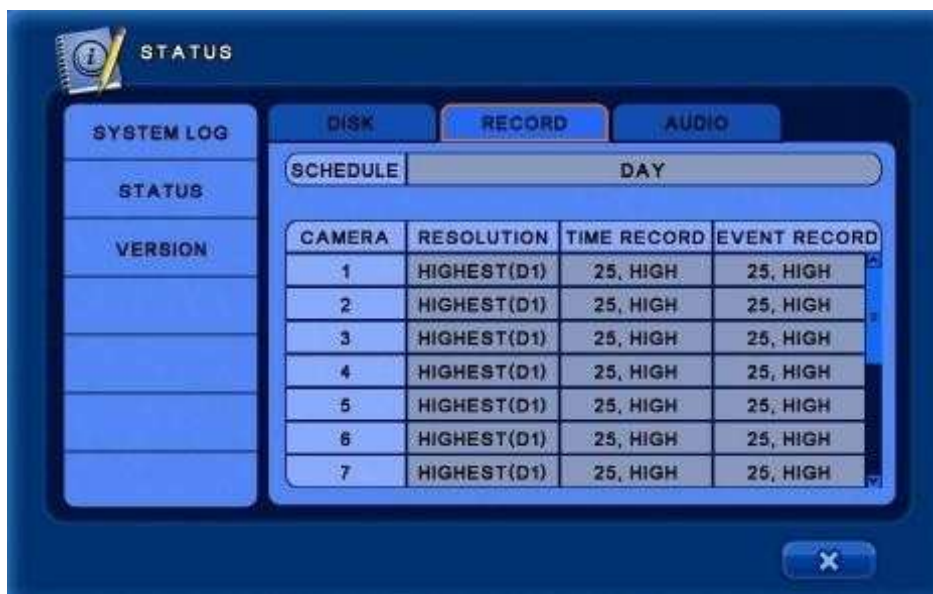 STATUS
SYSTEM LOG
STATUS
VERSION
DISK RECORD AUDIO
SCHEDULE DAY
CAMERA RESOLUTION TIME RECORD EVENT RECORD
1 HIGHEST(D1) 25, HIGH 25, HIGH
2 HIGHEST(D1) 25, HIGH 25, HIGH
3 HIGHEST(D1) 25, HIGH 25, HIGH
4 HIGHEST(D1) 25, HIGH 25, HIGH
5 HIGHEST(D1) 25, HIGH 25, HIGH
6 HIGHEST(D1) 25, HIGH 25, HIGH
7 HIGHEST(D1) 25, HIGH 25, HIGH